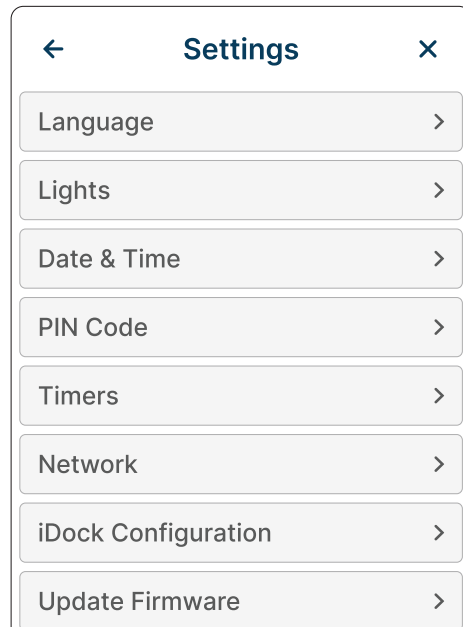 Settings
Language
Lights
Date & Time
PIN Code
Timers
Network
iDock Configuration
Update Firmware